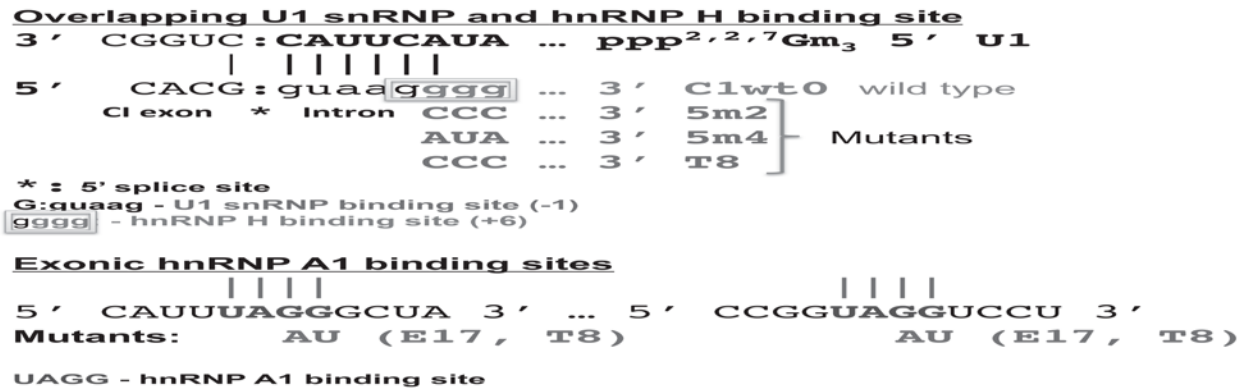 Overlapping U1 snRNP and hnRNP H binding site
3′ CGGUC:CAUUCAUA … ppp2,2,7Gm3 5′ U1
5′ CACG:guaagggg … 3′ C1wt0 wild type
CI exon * Intron CCC … 3′ 5m2
AUA … 3′ 5m4 Mutants
CCC … 3′ T8
* : 5' splice site
G:guaag - U1 snRNP binding site (-1)
gggg - hnRNP H binding site (+6)
Exonic hnRNP A1 binding sites
5′ CAUUUAGGGCUA 3′ … 5′ CCGGUAGGUCCU 3′
Mutants: AU (E17, T8) AU (E17, T8)
UAGG - hnRNP A1 binding site